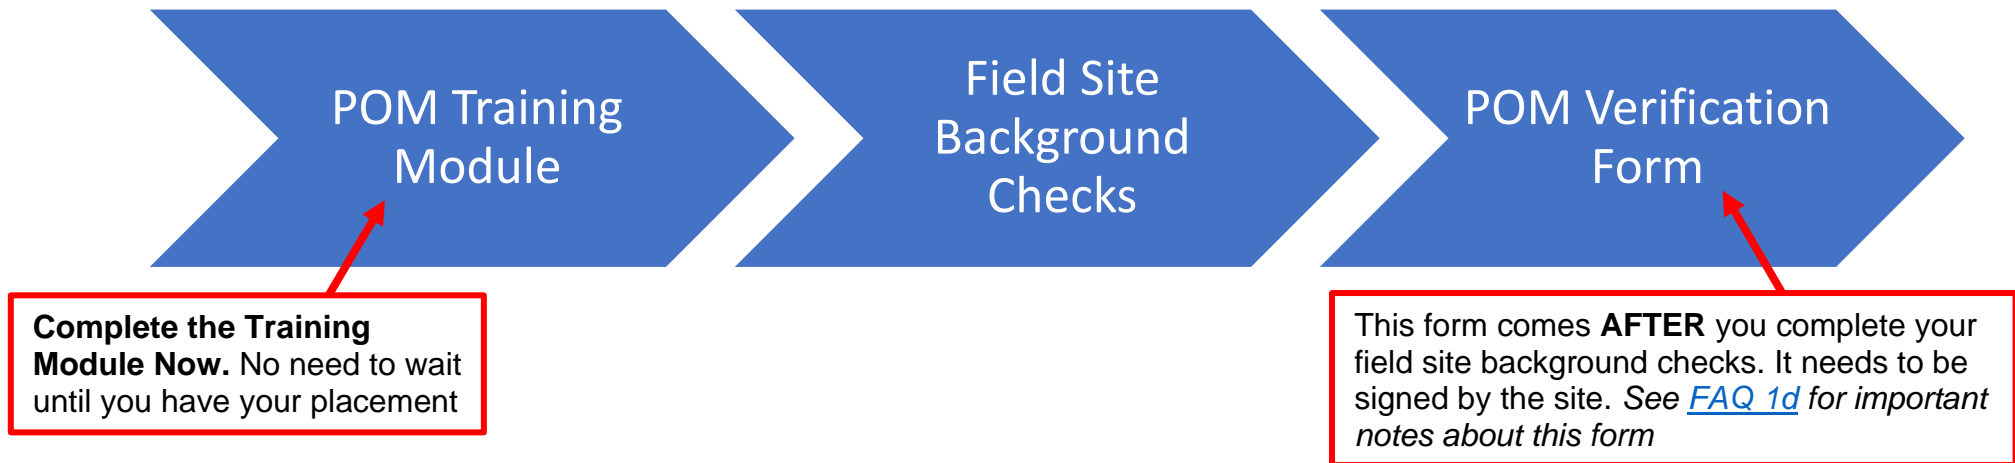 POM Training
Module
Field Site
Background
Checks
POM Verification
Form
Complete the Training
Module Now. No need to wait
until you have your placement
This form comes AFTER you complete your
field site background checks. It needs to be
signed by the site. See FAQ 1d for important
notes about this form